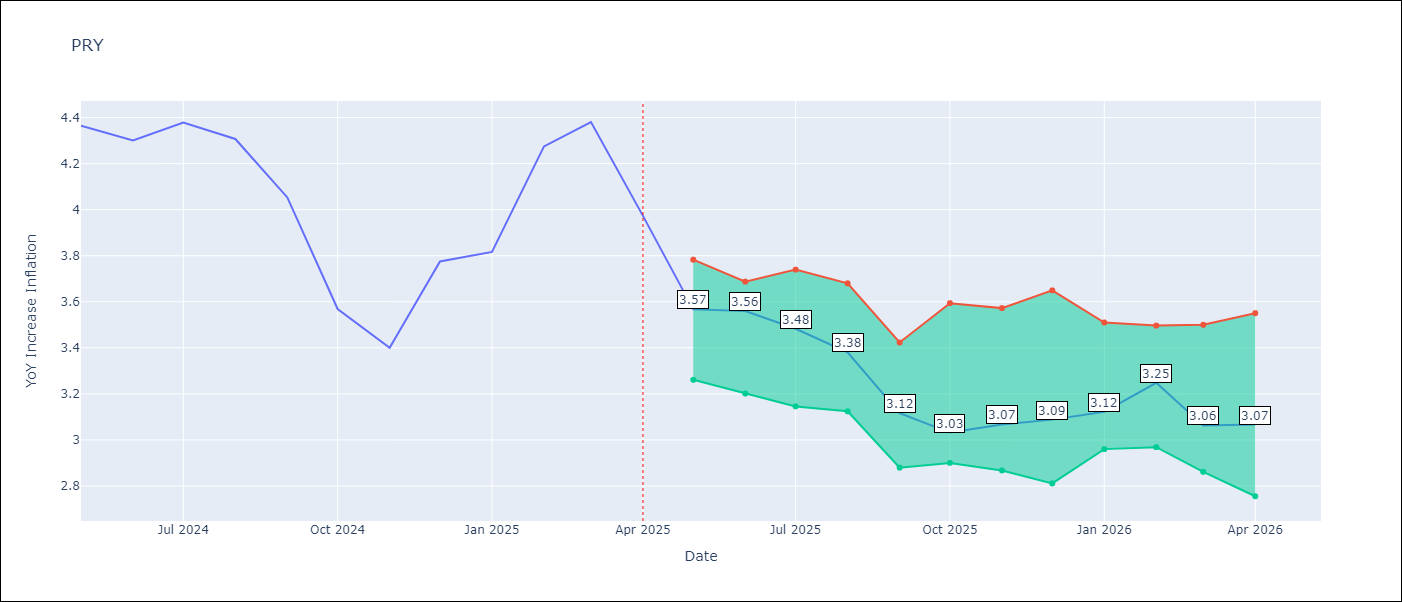 PRY
YoY Increase Inflation
4.4
4.2
4
3.8
3.6
3.4
3.2
3
2.8
3.57
3.56
3.48
3.38
3.12
3.03
3.07
3.09
3.12
3.25
3.06
3.07
Jul 2024
Oct 2024
Jan 2025
Apr 2025
Jul 2025
Oct 2025
Jan 2026
Apr 2026
Date